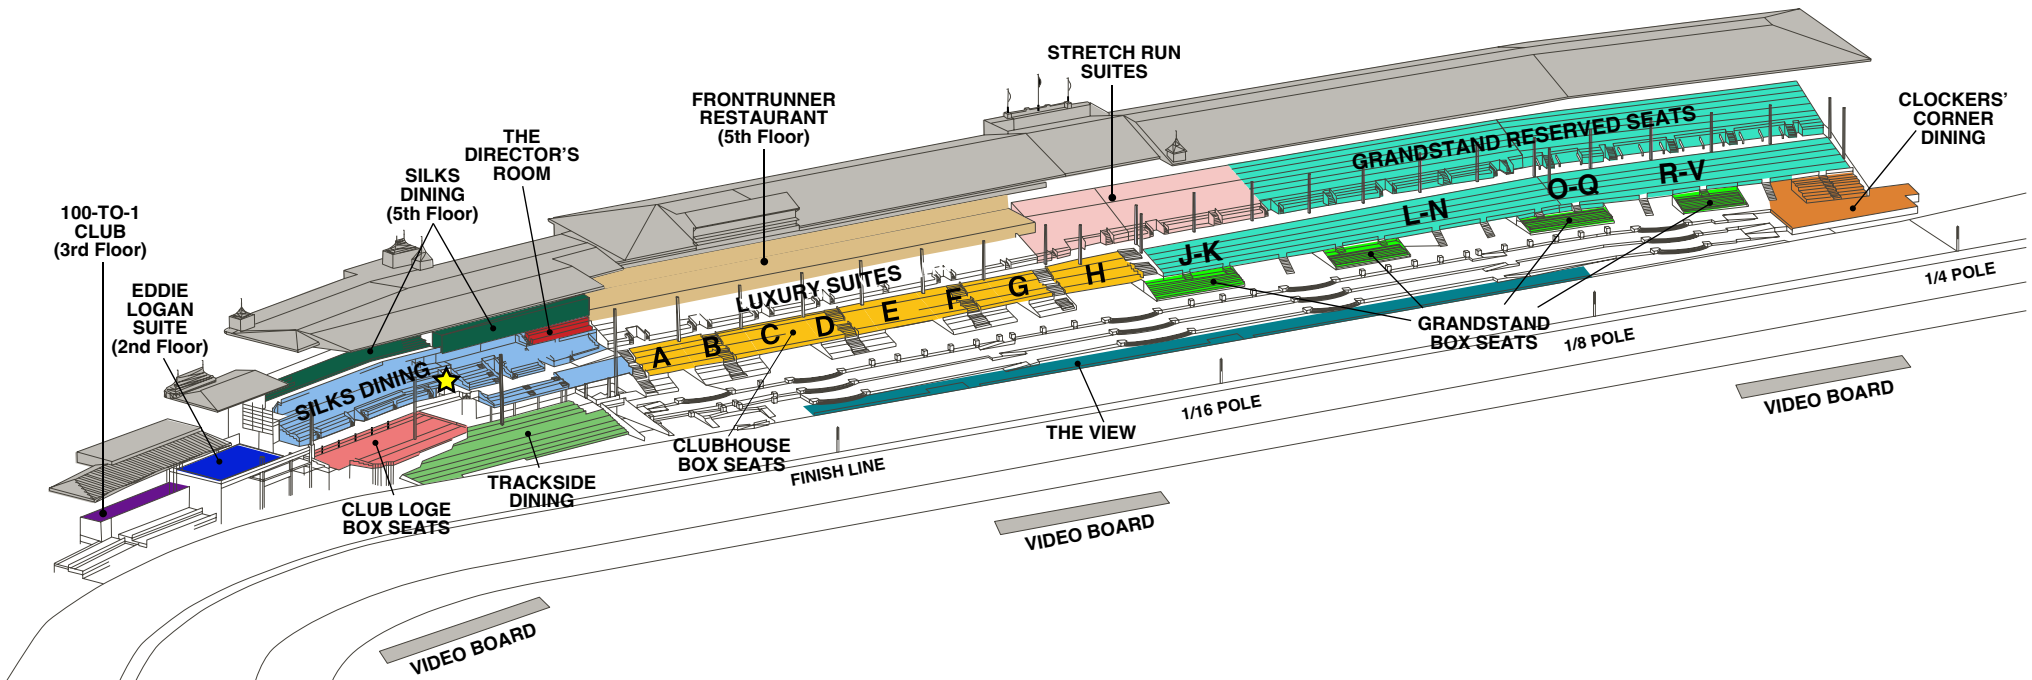 STRETCH RUN
SUITES
FRONTRUNNER
RESTAURANT
(5th Floor)
CLOCKERS'
CORNER
DINING
THE
DIRECTOR'S
ROOM
SILKS
DINING
(5th Floor)
100-TO-1
CLUB
(3rd Floor)
EDDIE
LOGAN
SUITE
(2nd Floor)
GRANDSTAND RESERVED SEATS
R-V
O-Q
L-N
J-K
LUXURY SUITES
A
B
C
D
E
F
G
H
SILKS DINING
1/4 POLE
GRANDSTAND
BOX SEATS
1/8 POLE
1/16 POLE
THE VIEW
CLUBHOUSE
BOX SEATS
FINISH LINE
TRACKSIDE
DINING
CLUB LOGE
BOX SEATS
VIDEO BOARD
VIDEO BOARD
VIDEO BOARD